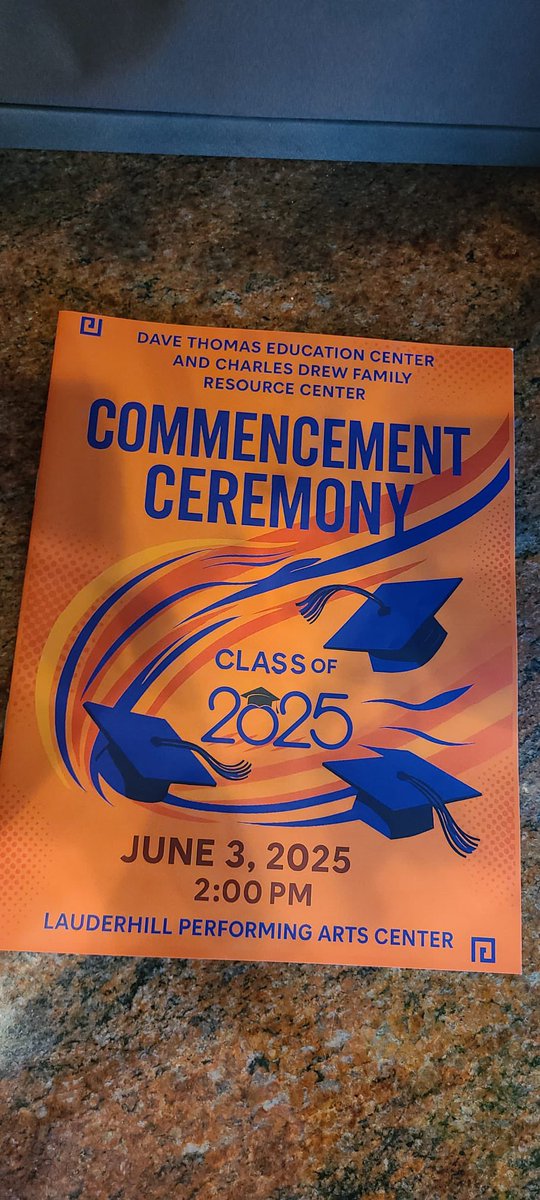 DAVE THOMAS EDUCATION CENTER
AND CHARLES DREW FAMILY
RESOURCE CENTER
COMMENCEMENT
CEREMONY
CLASS OF
2025
JUNE 3, 2025
2:00 PM
LAUDERHILL PERFORMING ARTS CENTER